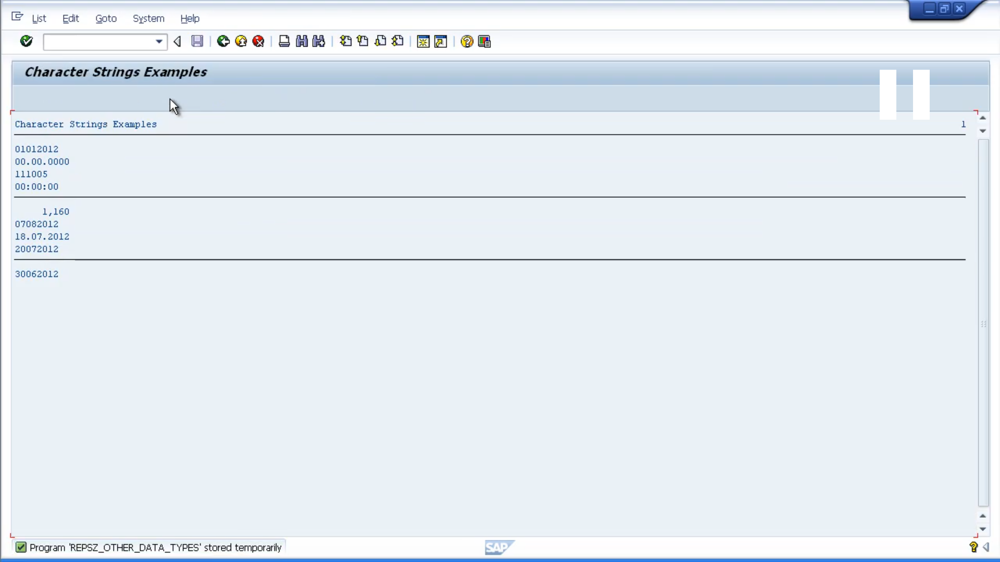 List Edit Goto System Help
Character Strings Examples
Character Strings Examples 1
01012012
00.00.0000
111005
00:00:00
1,160
07082012
18.07.2012
20072012
30062012
Program 'REPSZ_OTHER_DATA_TYPES' stored temporarily
SAP